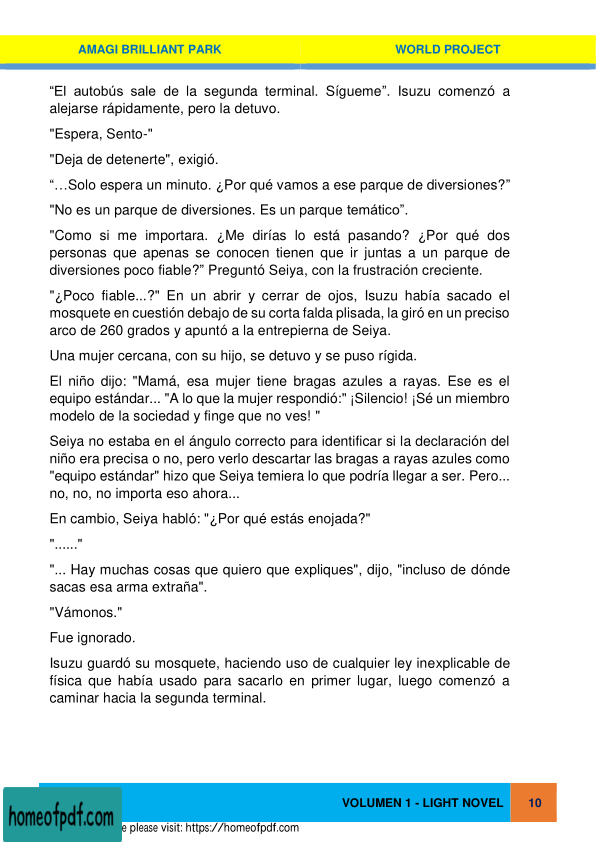 AMAGI BRILLIANT PARK WORLD PROJECT
“El autobús sale de la segunda terminal. Sígueme”. Isuzu comenzó a
alejarse rápidamente, pero la detuvo.
"Espera, Sento-"
"Deja de detenerte", exigió.
“…Solo espera un minuto. ¿Por qué vamos a ese parque de diversiones?”
"No es un parque de diversiones. Es un parque temático”.
"Como si me importara. ¿Me dirías lo está pasando? ¿Por qué dos
personas que apenas se conocen tienen que ir juntas a un parque de
diversiones poco fiable?” Preguntó Seiya, con la frustración creciente.
"¿Poco fiable...?" En un abrir y cerrar de ojos, Isuzu había sacado el
mosquete en cuestión debajo de su corta falda plisada, la giró en un preciso
arco de 260 grados y apuntó a la entrepierna de Seiya.
Una mujer cercana, con su hijo, se detuvo y se puso rígida.
El niño dijo: "Mamá, esa mujer tiene bragas azules a rayas. Ese es el
equipo estándar... "A lo que la mujer respondió:" ¡Silencio! ¡Sé un miembro
modelo de la sociedad y finge que no ves! "
Seiya no estaba en el ángulo correcto para identificar si la declaración del
niño era precisa o no, pero verlo descartar las bragas a rayas azules como
"equipo estándar" hizo que Seiya temiera lo que podría llegar a ser. Pero...
no, no, no importa eso ahora...
En cambio, Seiya habló: "¿Por qué estás enojada?"
"......"
"... Hay muchas cosas que quiero que expliques", dijo, "incluso de dónde
sacas esa arma extraña".
"Vámonos."
Fue ignorado.
Isuzu guardó su mosquete, haciendo uso de cualquier ley inexplicable de
física que había usado para sacarlo en primer lugar, luego comenzó a
caminar hacia la segunda terminal.
VOLUMEN 1 - LIGHT NOVEL 10
homeofpdf.com
please visit: https://homeofpdf.com